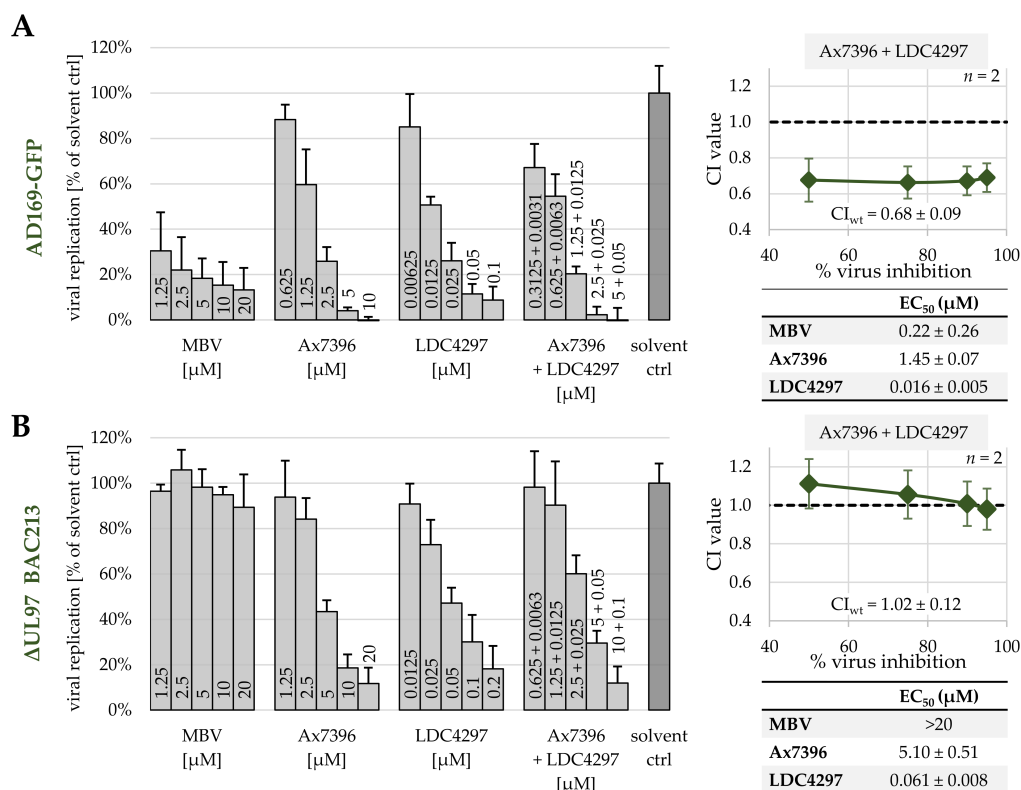 A
AD169-GFP
viral replication [% of solvent ctrl]
120%
100%
80%
60%
40%
20%
0%
1.25
2.5
5
10
20
0.625
1.25
2.5
5
10
0.00625
0.0125
0.025
0.05
0.1
0.3125 + 0.0031
0.625 + 0.0063
1.25 + 0.0125
2.5 + 0.025
5 + 0.05
MBV
[µM]
Ax7396
[µM]
LDC4297
[µM]
Ax7396
+ LDC4297
[µM]
solvent
ctrl
Ax7396 + LDC4297
n = 2
CI value
1.2
1.0
0.8
0.6
0.4
CIwt = 0.68 ± 0.09
40 60 80 100
% virus inhibition
EC50 (µM)
MBV 0.22 ± 0.26
Ax7396 1.45 ± 0.07
LDC4297 0.016 ± 0.005
B
ΔUL97 BAC213
viral replication [% of solvent ctrl]
120%
100%
80%
60%
40%
20%
0%
1.25
2.5
5
10
20
1.25
2.5
5
10
20
0.0125
0.025
0.05
0.1
0.2
0.625 + 0.0063
1.25 + 0.0125
2.5 + 0.025
5 + 0.05
10 + 0.1
MBV
[µM]
Ax7396
[µM]
LDC4297
[µM]
Ax7396
+ LDC4297
[µM]
solvent
ctrl
Ax7396 + LDC4297
n = 2
CI value
1.2
1.0
0.8
0.6
0.4
CIwt = 1.02 ± 0.12
40 60 80 100
% virus inhibition
EC50 (µM)
MBV >20
Ax7396 5.10 ± 0.51
LDC4297 0.061 ± 0.008